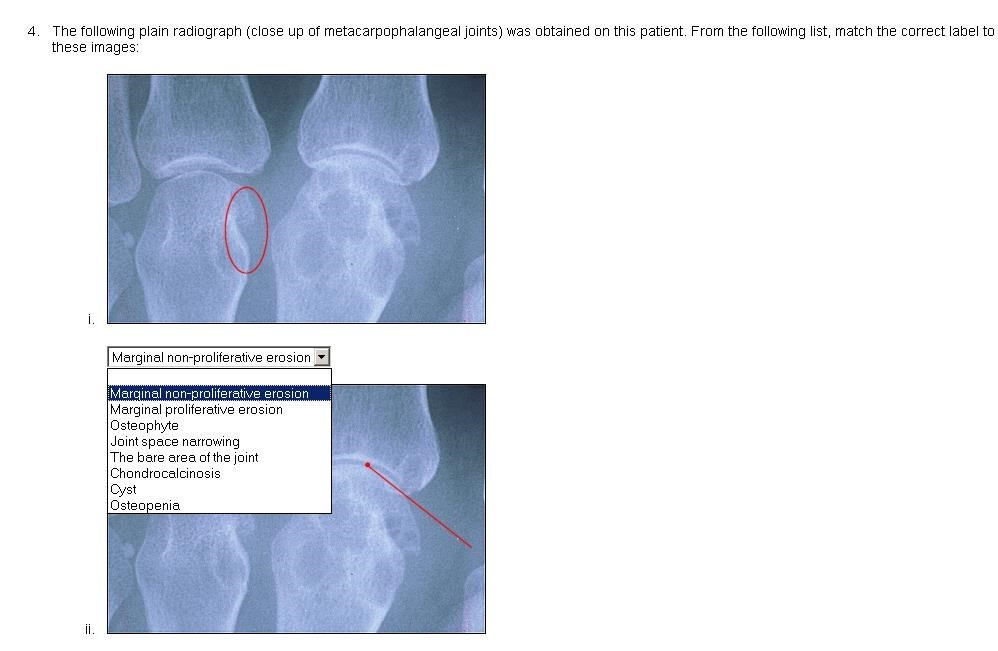 4. The following plain radiograph (close up of metacarpophalangeal joints) was obtained on this patient. From the following list, match the correct label to
these images:
i.
Marginal non-proliferative erosion
Marginal non-proliferative erosion
Marginal proliferative erosion
Osteophyte
Joint space narrowing
The bare area of the joint
Chondrocalcinosis
Cyst
Osteopenia
ii.